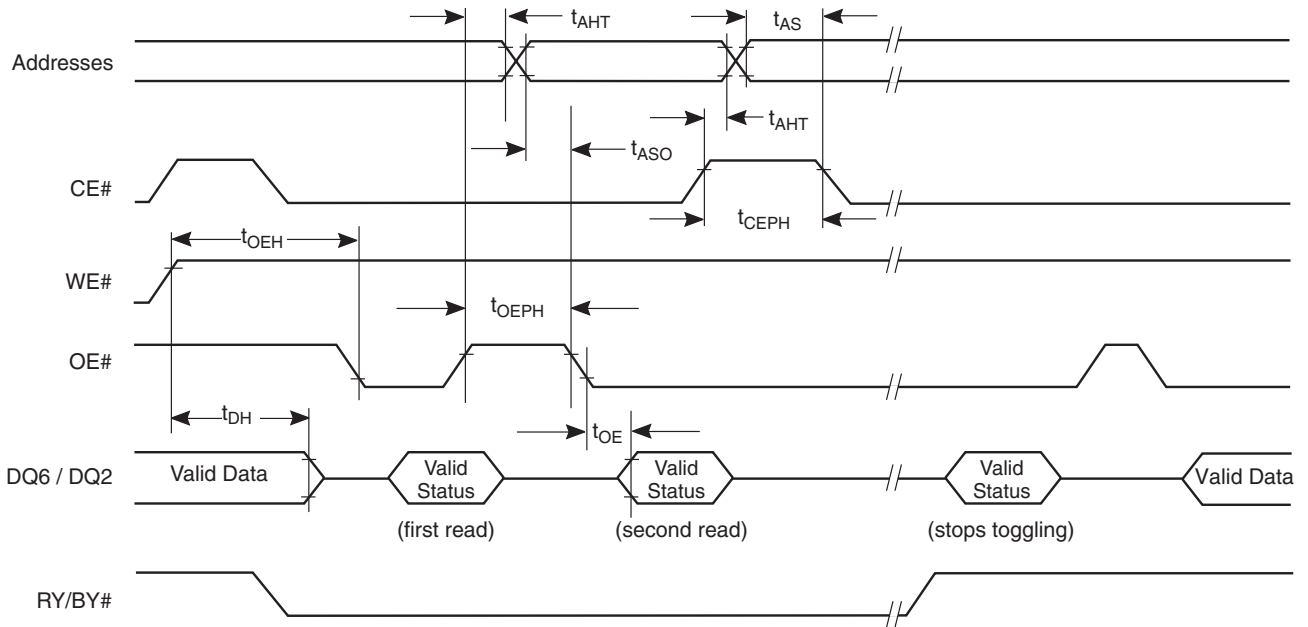 tAHT
tAS
Addresses
tAHT
tASO
CE#
tCEPH
tOEH
WE#
tOEPH
OE#
tDH
tOE
DQ6 / DQ2
Valid Data
Valid
Status
Valid
Status
Valid
Status
Valid Data
(first read)
(second read)
(stops toggling)
RY/BY#